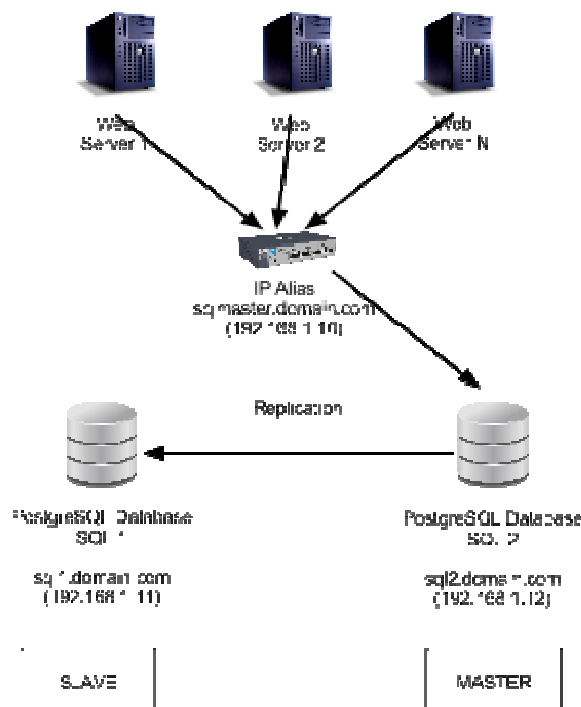 Web
Server 1
Web
Server 2
Web
Server N
IP Alias
sqlmaster.domain.com
(192.168.1.10)
Replication
PostgreSQL Database
SQL 1
PostgreSQL Database
SQL 2
sql1.domain.com
(192.168.1.11)
sql2.domain.com
(192.168.1.12)
SLAVE
MASTER